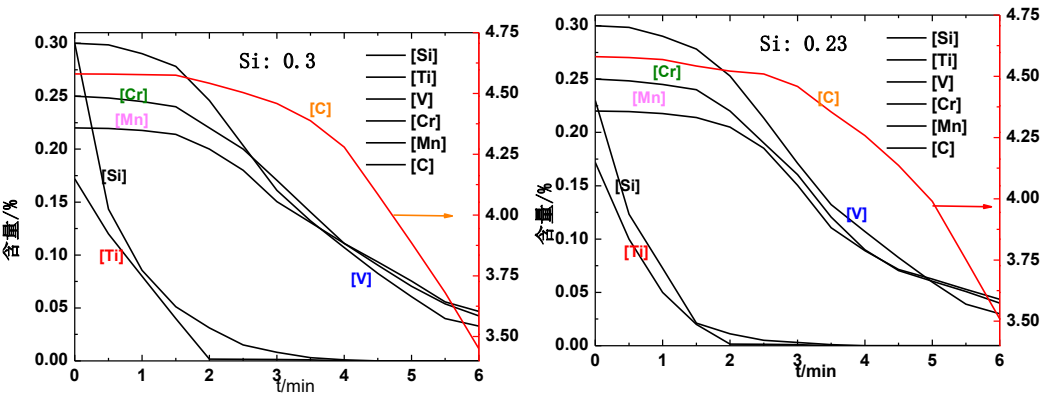 Si: 0.3
[Si]
[Ti]
[V]
[Cr]
[Mn]
[C]
[Cr]
[Mn]
[C]
[Si]
[Ti]
[V]
0.30
0.25
0.20
0.15
0.10
0.05
0.00
含量/%
4.75
4.50
4.25
4.00
3.75
3.50
0 1 2 3 4 5 6
t/min
Si: 0.23
[Si]
[Ti]
[V]
[Cr]
[Mn]
[C]
[Cr]
[Mn]
[C]
[Si]
[V]
[Ti]
0.30
0.25
0.20
0.15
0.10
0.05
0.00
含量/%
4.75
4.50
4.25
4.00
3.75
3.50
0 1 2 3 4 5 6
t/min